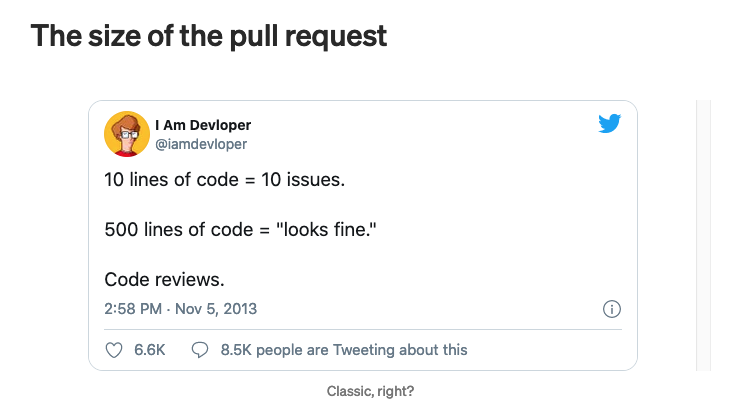 The size of the pull request
I Am Devloper
@iamdevloper
10 lines of code = 10 issues.
500 lines of code = "looks fine."
Code reviews.
2:58 PM · Nov 5, 2013
6.6K 8.5K people are Tweeting about this
Classic, right?